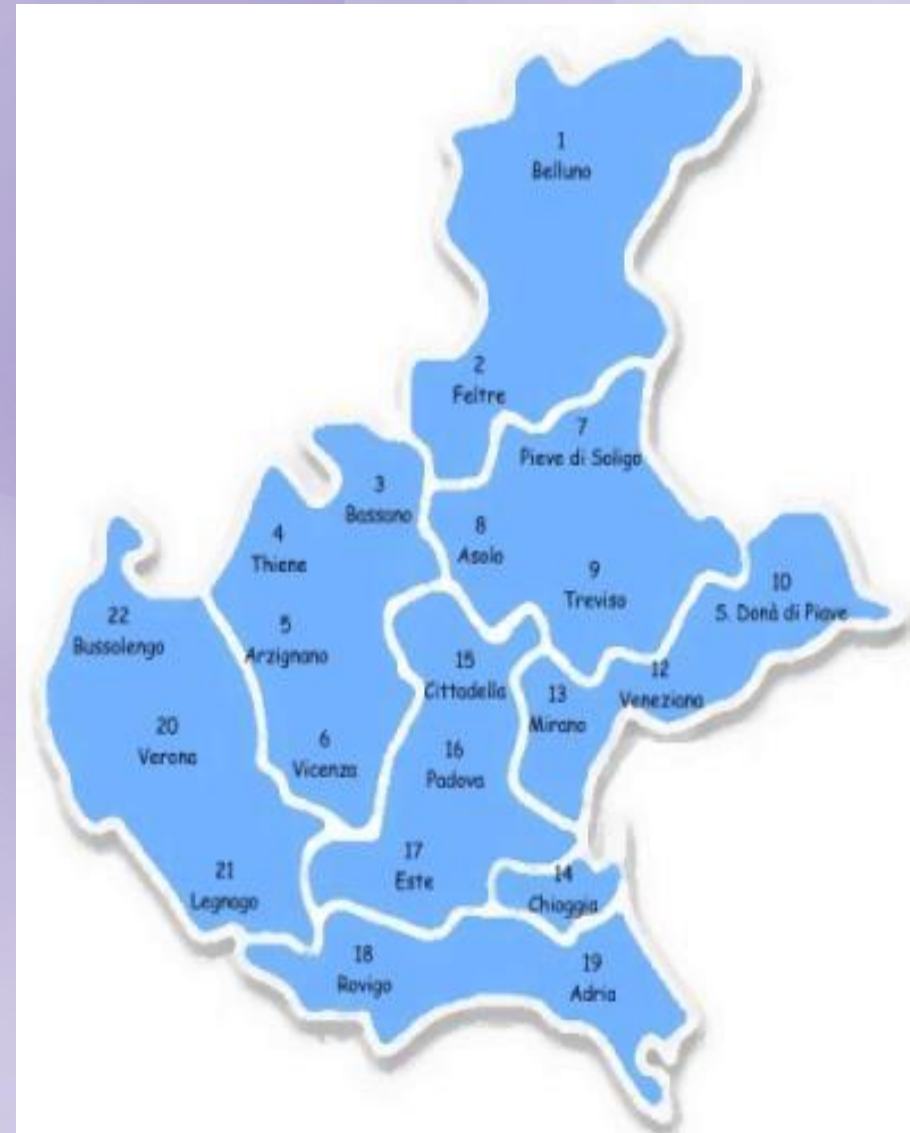 1
Belluno
2
Feltre
7
Pieve di Soligo
3
Bassano
8
Asolo
4
Thiene
9
Treviso
10
S. Donà di Piave
22
Bussolengo
5
Arzignano
15
Cittadella
13
Mirano
12
Veneziana
20
Verona
6
Vicenza
16
Padova
17
Este
21
Legnago
14
Chioggia
18
Rovigo
19
Adria